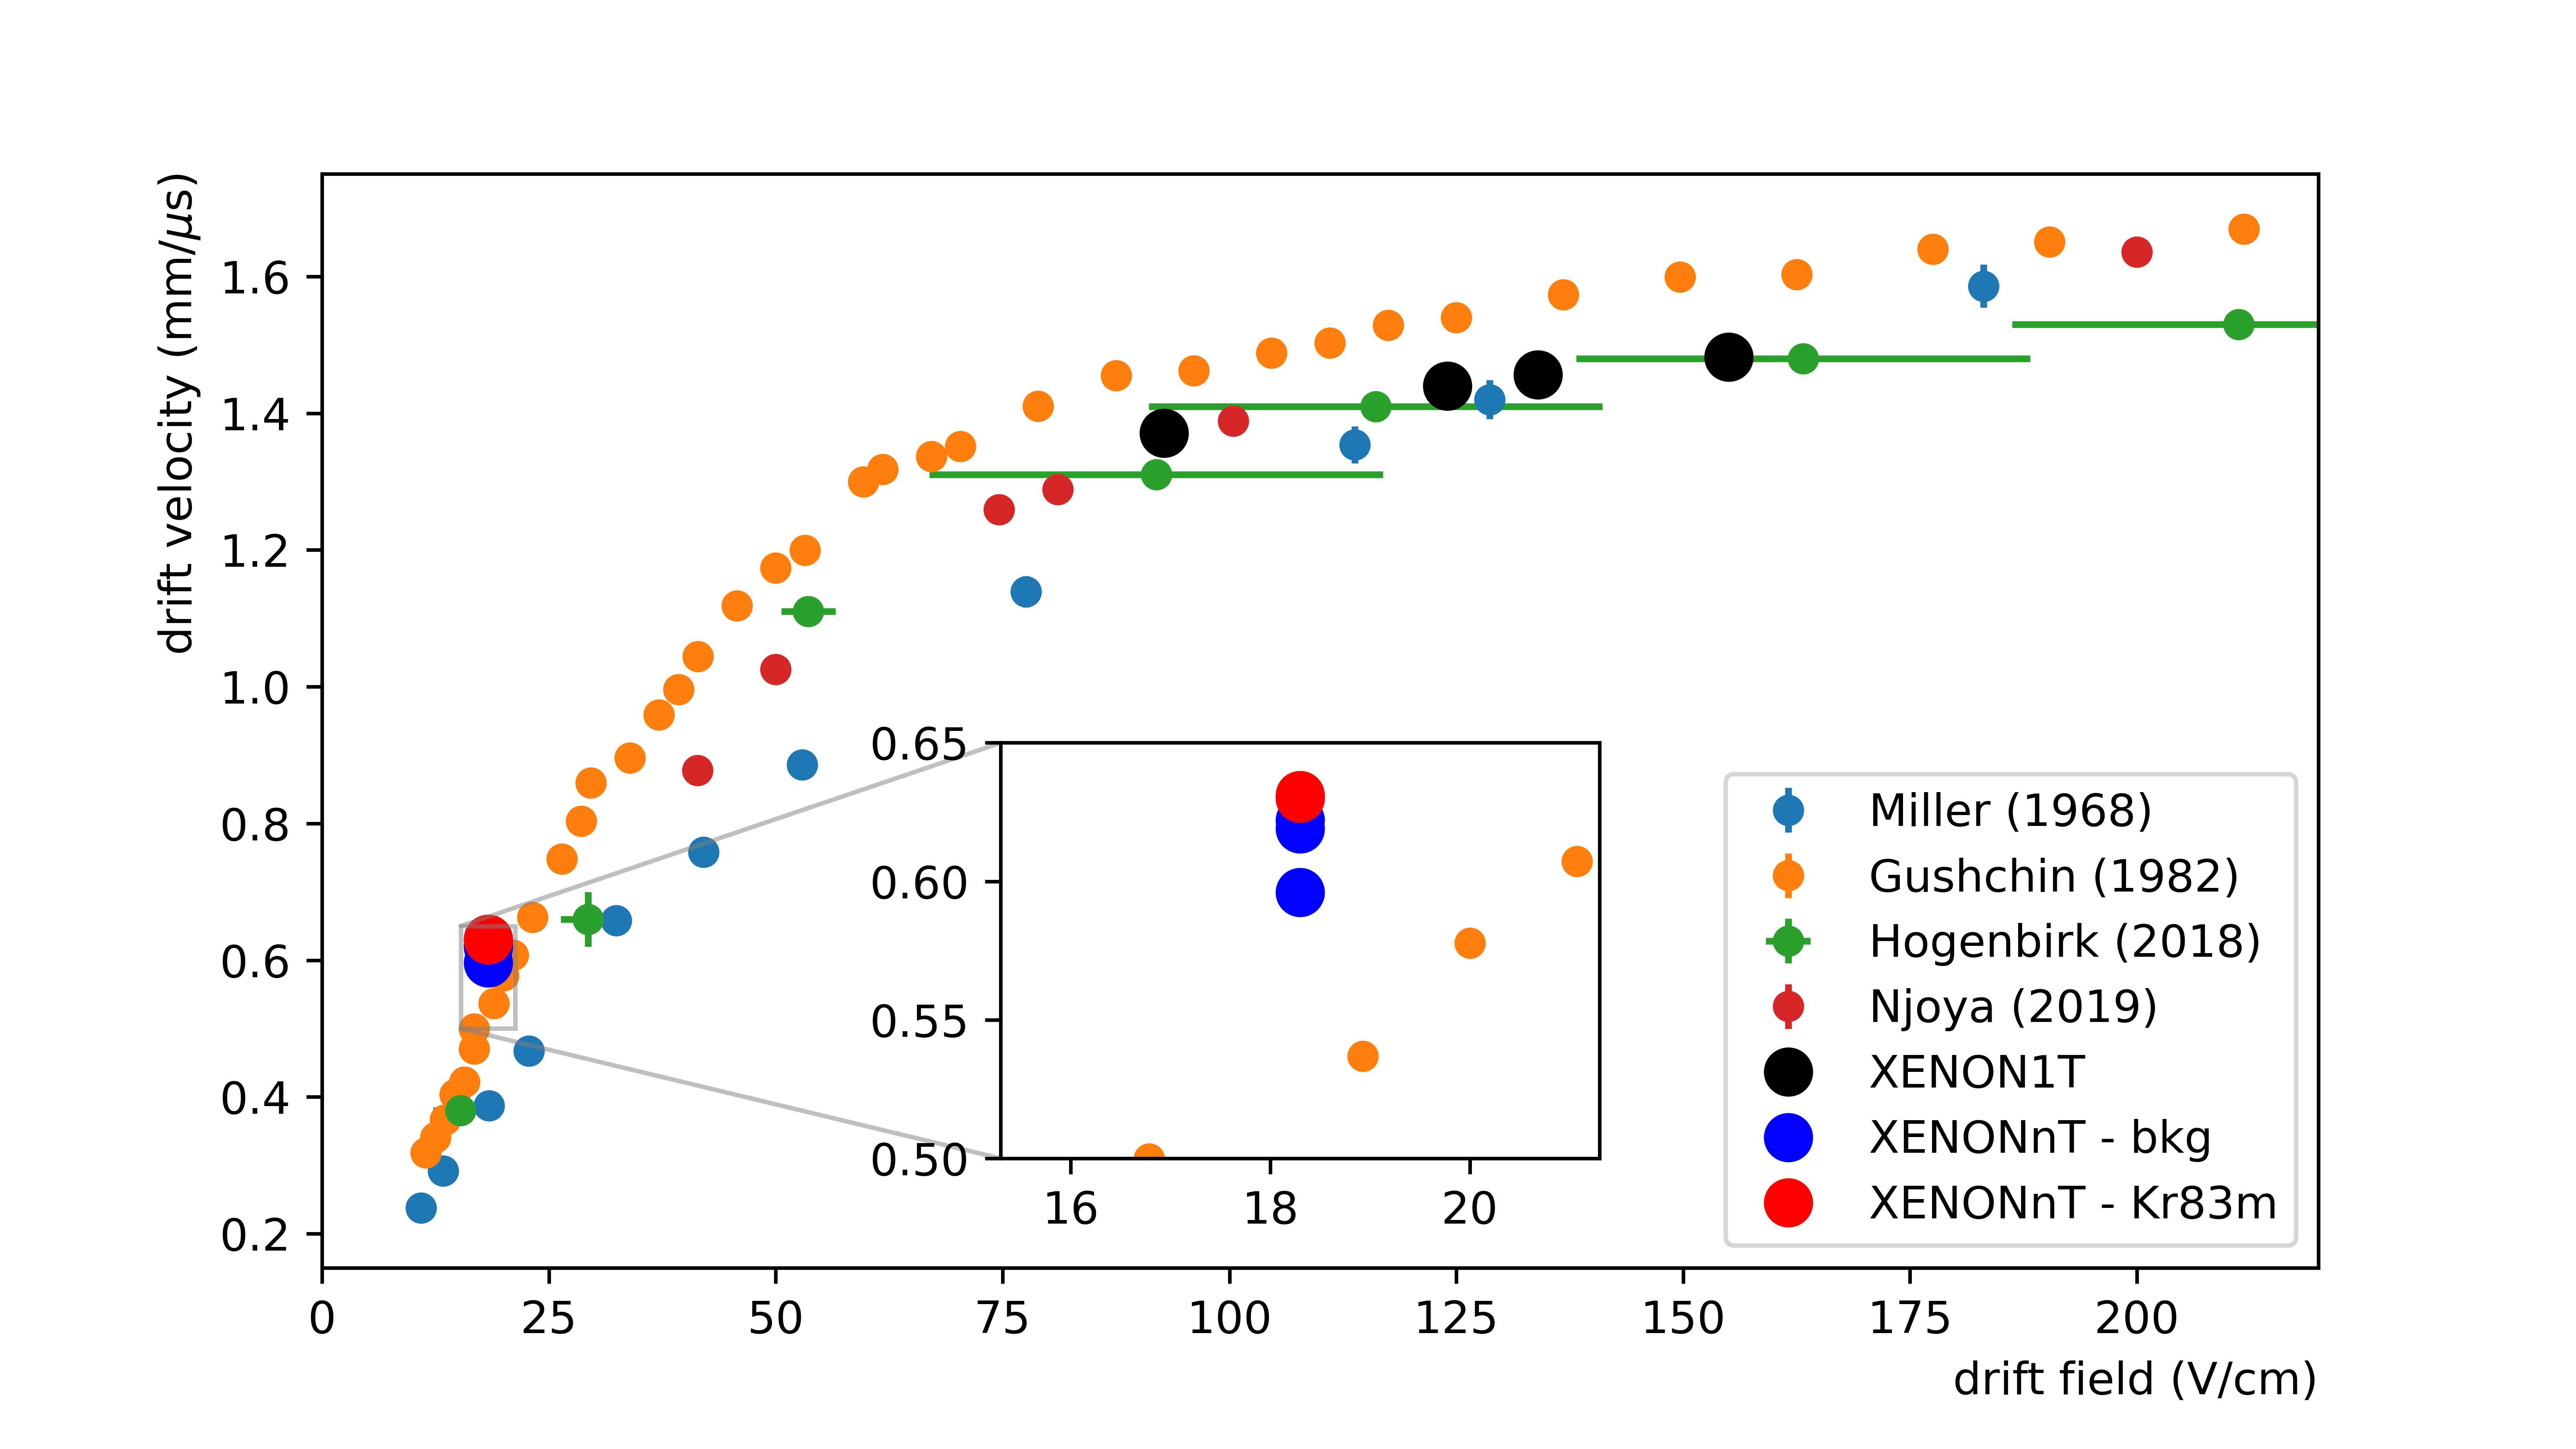 drift velocity (mm/μs)
1.6
1.4
1.2
1.0
0.8
0.6
0.4
0.2
0.65
0.60
0.55
0.50
16 18 20
Miller (1968)
Gushchin (1982)
Hogenbirk (2018)
Njoya (2019)
XENON1T
XENONnT - bkg
XENONnT - Kr83m
0 25 50 75 100 125 150 175 200
drift field (V/cm)